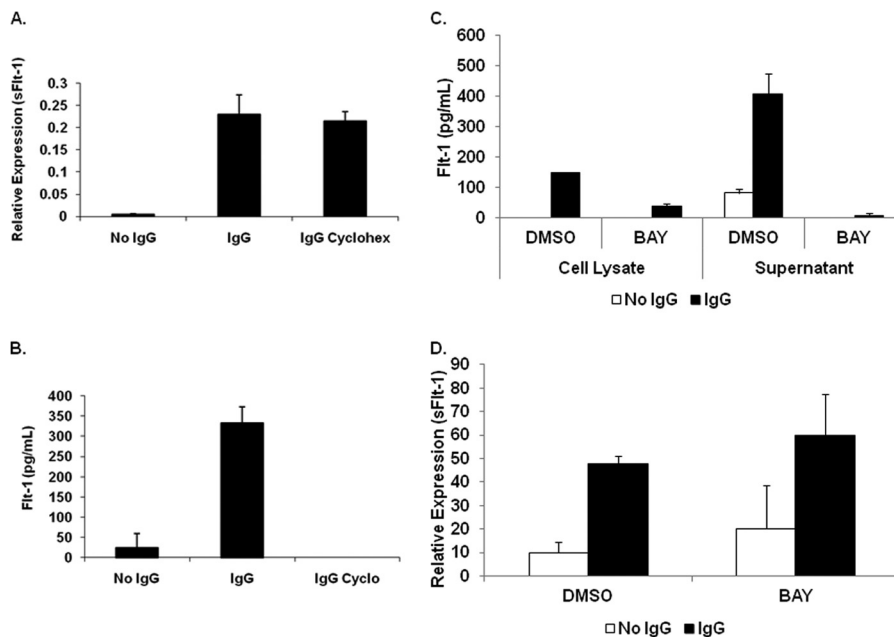 A.
Relative Expression (sFlt-1)
0.3
0.25
0.2
0.15
0.1
0.05
0
No IgG IgG IgG Cyclohex
B.
Flt-1 (pg/mL)
400
350
300
250
200
150
100
50
0
No IgG IgG IgG Cyclo
C.
Flt-1 (pg/mL)
600
500
400
300
200
100
0
DMSO BAY DMSO BAY
Cell Lysate Supernatant
No IgG IgG
D.
Relative Expression (sFlt-1)
90
80
70
60
50
40
30
20
10
0
DMSO BAY
No IgG IgG